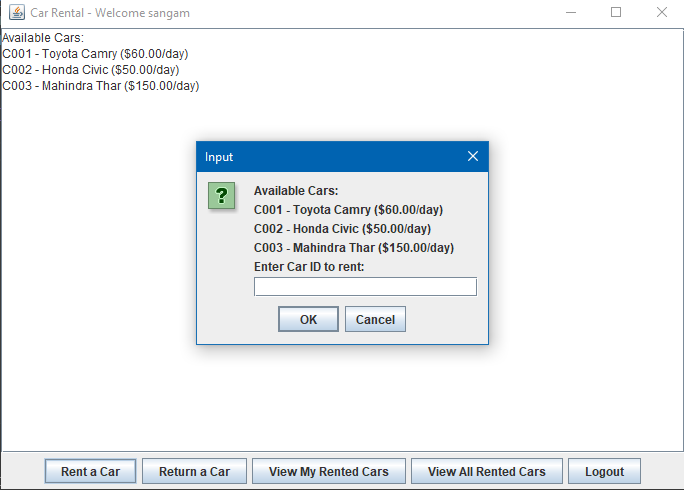 Car Rental - Welcome sangam
Available Cars:
C001 - Toyota Camry ($60.00/day)
C002 - Honda Civic ($50.00/day)
C003 - Mahindra Thar ($150.00/day)
Input
?
Available Cars:
C001 - Toyota Camry ($60.00/day)
C002 - Honda Civic ($50.00/day)
C003 - Mahindra Thar ($150.00/day)
Enter Car ID to rent:
OK Cancel
Rent a Car Return a Car View My Rented Cars View All Rented Cars Logout